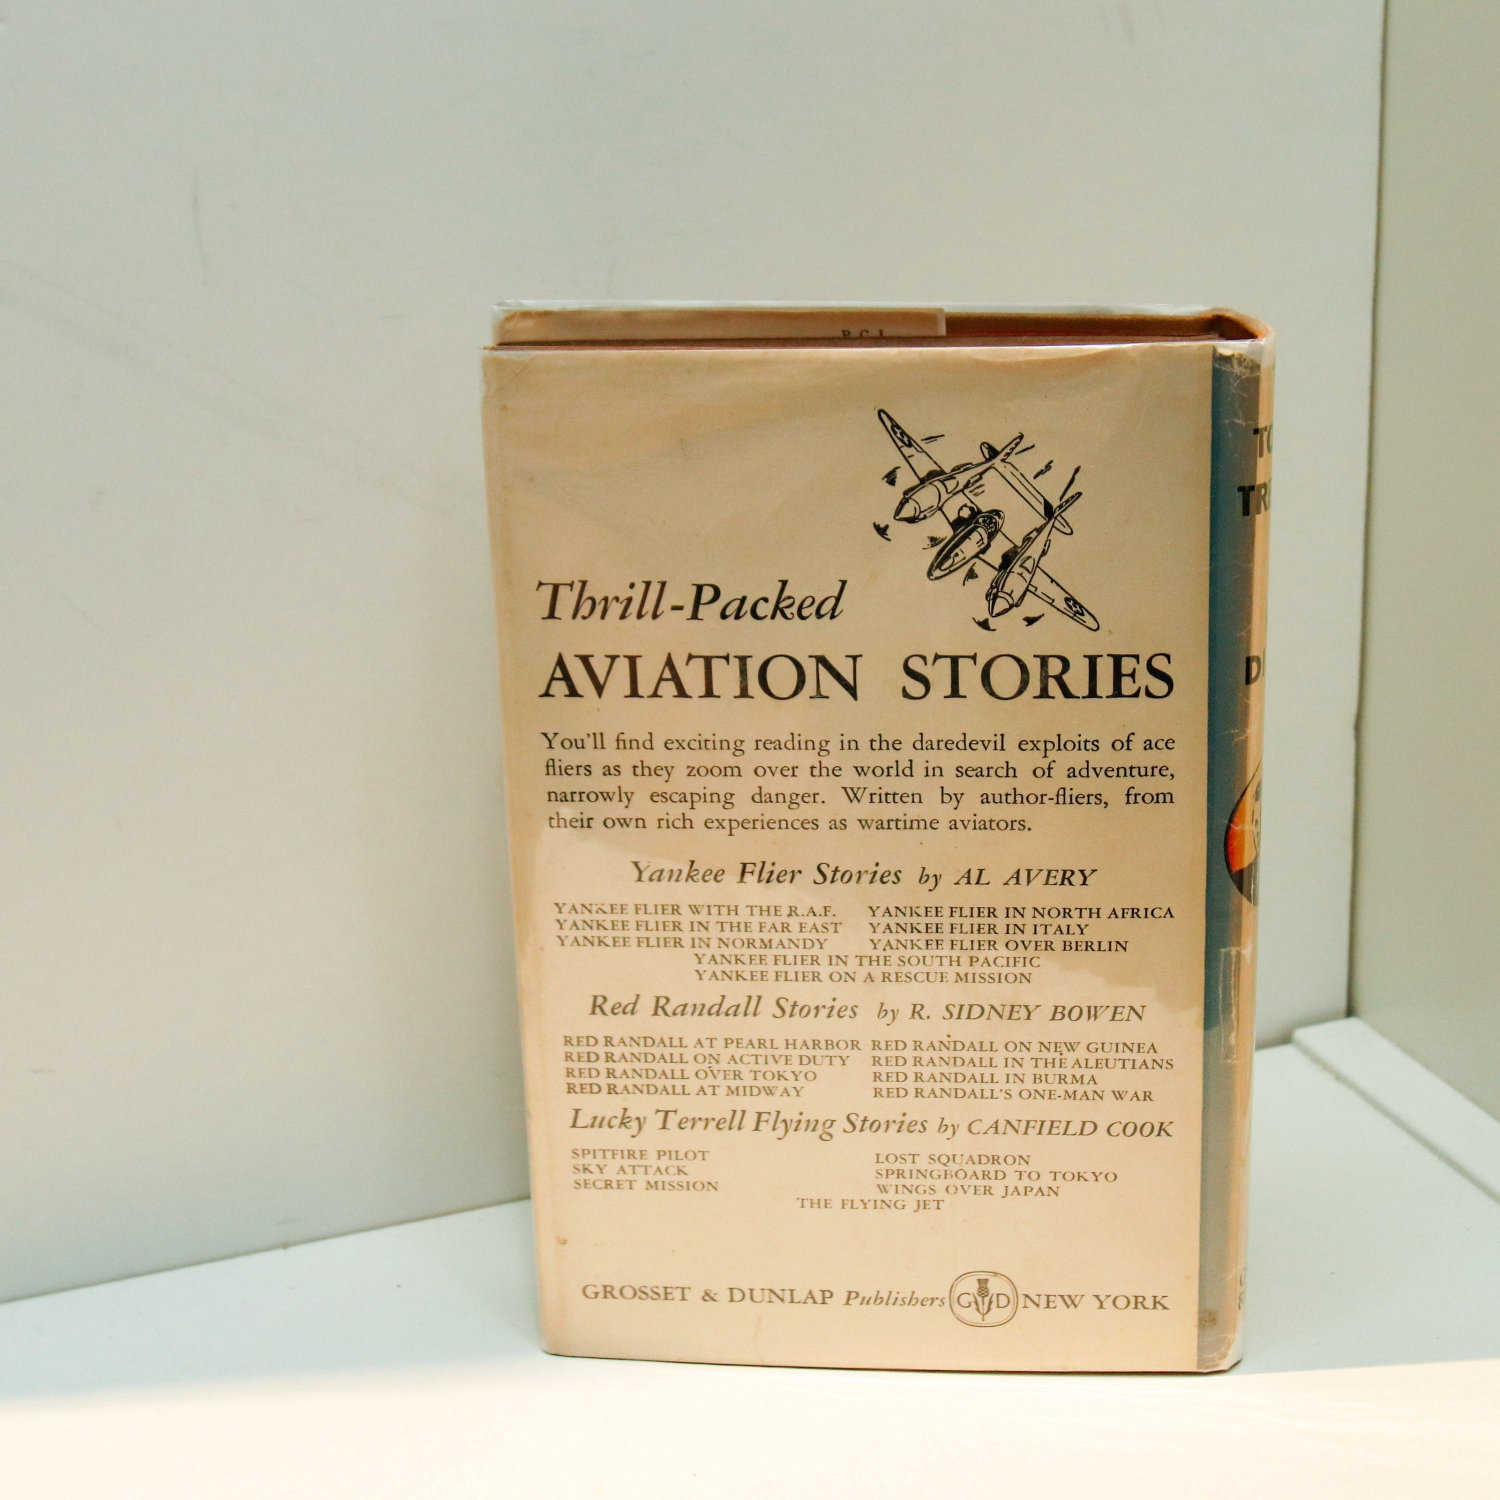 Thrill-Packed
AVIATION STORIES
You'll find exciting reading in the daredevil exploits of ace
fliers as they zoom over the world in search of adventure,
narrowly escaping danger. Written by author-fliers, from
their own rich experiences as wartime aviators.
Yankee Flier Stories by AL AVERY
YANKEE FLIER WITH THE R.A.F. YANKEE FLIER IN NORTH AFRICA
YANKEE FLIER IN THE FAR EAST YANKEE FLIER IN ITALY
YANKEE FLIER IN NORMANDY YANKEE FLIER OVER BERLIN
YANKEE FLIER IN THE SOUTH PACIFIC
YANKEE FLIER ON A RESCUE MISSION
Red Randall Stories by R. SIDNEY BOWEN
RED RANDALL AT PEARL HARBOR RED RANDALL ON NEW GUINEA
RED RANDALL ON ACTIVE DUTY RED RANDALL IN THE ALEUTIANS
RED RANDALL OVER TOKYO RED RANDALL IN BURMA
RED RANDALL AT MIDWAY RED RANDALL'S ONE-MAN WAR
Lucky Terrell Flying Stories by CANFIELD COOK
SPITFIRE PILOT LOST SQUADRON
SKY ATTACK SPRINGBOARD TO TOKYO
SECRET MISSION WINGS OVER JAPAN
THE FLYING JET
GROSSET & DUNLAP Publishers G D NEW YORK